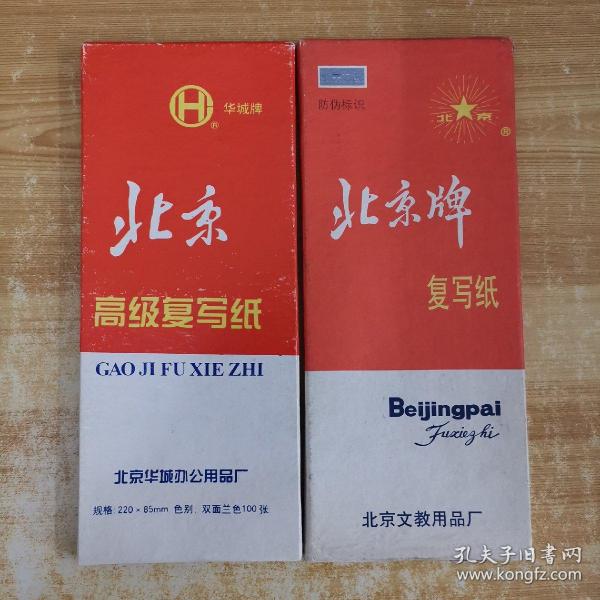 华城牌
®
北京
高级复写纸
GAO JI FU XIE ZHI
北京华城办公用品厂
规格:220×85mm 色别:双面兰色100张
防伪标识
北京
®
北京牌
复写纸
Beijingpai
Fuxiezhi
北京文教用品厂
孔夫子旧书网
www.kongfz.com